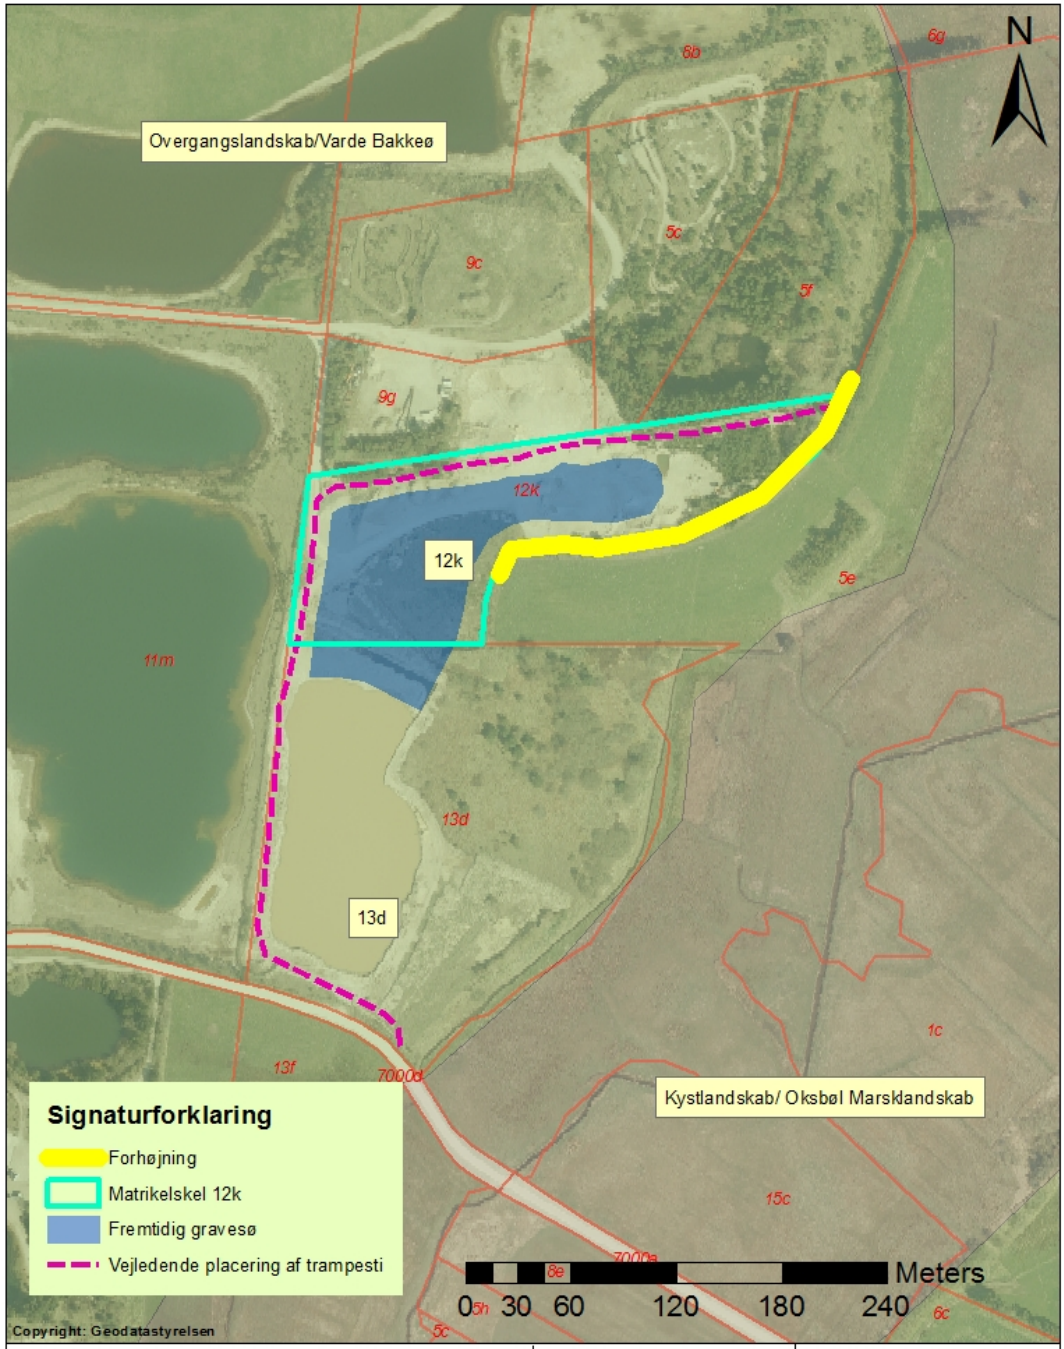 6g
N
6b
Overgangslandskab/Varde Bakkeø
5c
9c
5f
9g
12k
12k
5e
11m
13d
13d
1c
13f
7000d
Kystlandskab/ Oksbøl Marsklandskab
Signaturforklaring
Forhøjning
Matrikelskel 12k
Fremtidig gravesø
Vejledende placering af trampesti
15c
7000a
8e
Meters
0 30 60 120 180 240
5h
6c
5c
Copyright: Geodatastyrelsen